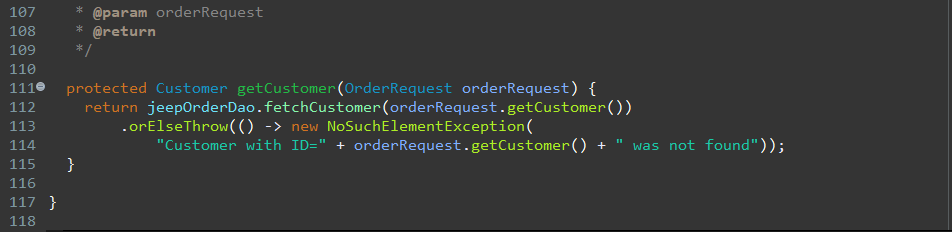 107 * @param orderRequest
108 * @return
109 */
110
111 protected Customer getCustomer(OrderRequest orderRequest) {
112 return jeepOrderDao.fetchCustomer(orderRequest.getCustomer())
113 .orElseThrow(() -> new NoSuchElementException(
114 "Customer with ID=" + orderRequest.getCustomer() + " was not found"));
115 }
116
117 }
118